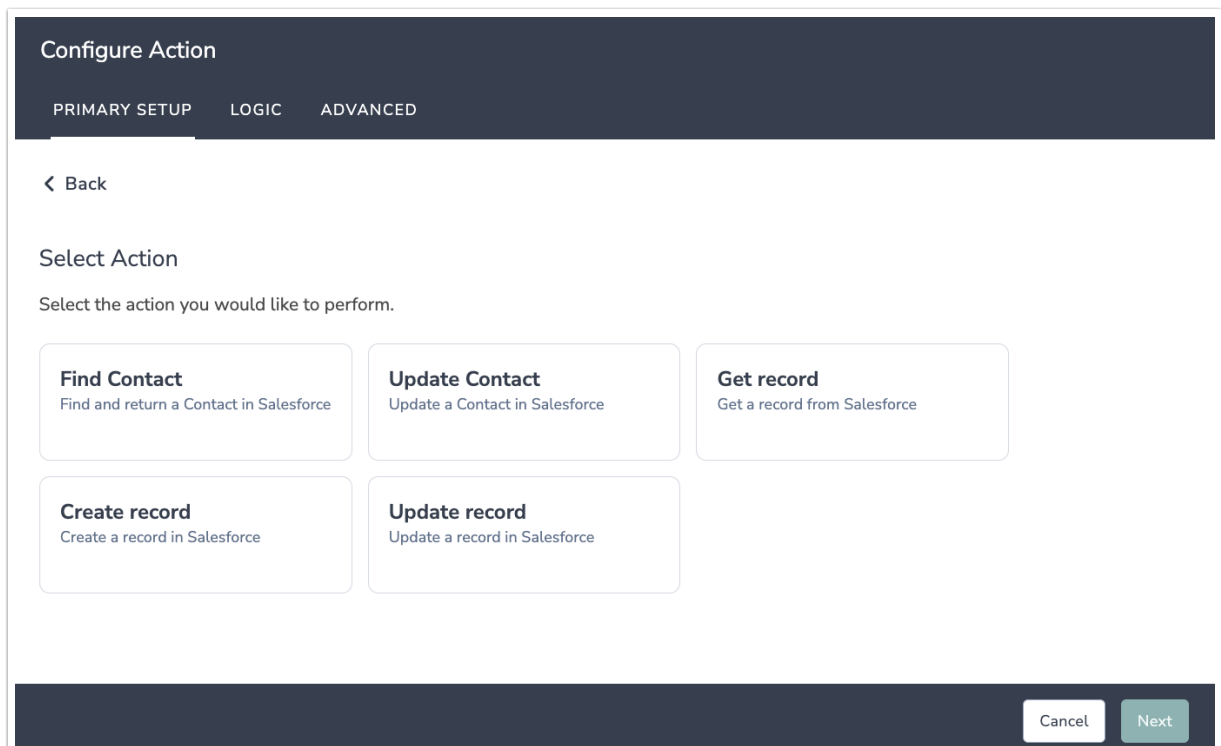 Configure Action
PRIMARY SETUP LOGIC ADVANCED
Back
Select Action
Select the action you would like to perform.
Find Contact
Find and return a Contact in Salesforce
Update Contact
Update a Contact in Salesforce
Get record
Get a record from Salesforce
Create record
Create a record in Salesforce
Update record
Update a record in Salesforce
Cancel Next